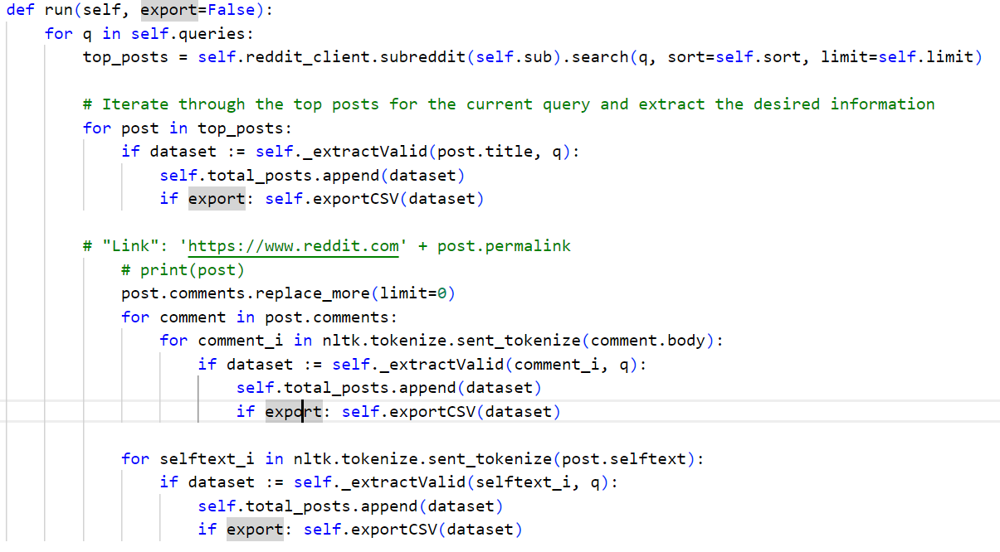 def run(self, export=False):
    for q in self.queries:
        top_posts = self.reddit_client.subreddit(self.sub).search(q, sort=self.sort, limit=self.limit)

        # Iterate through the top posts for the current query and extract the desired information
        for post in top_posts:
            if dataset := self._extractValid(post.title, q):
                self.total_posts.append(dataset)
                if export: self.exportCSV(dataset)

        # "Link": 'https://www.reddit.com' + post.permalink
            # print(post)
            post.comments.replace_more(limit=0)
            for comment in post.comments:
                for comment_i in nltk.tokenize.sent_tokenize(comment.body):
                    if dataset := self._extractValid(comment_i, q):
                        self.total_posts.append(dataset)
                        if export: self.exportCSV(dataset)

            for selftext_i in nltk.tokenize.sent_tokenize(post.selftext):
                if dataset := self._extractValid(selftext_i, q):
                    self.total_posts.append(dataset)
                    if export: self.exportCSV(dataset)